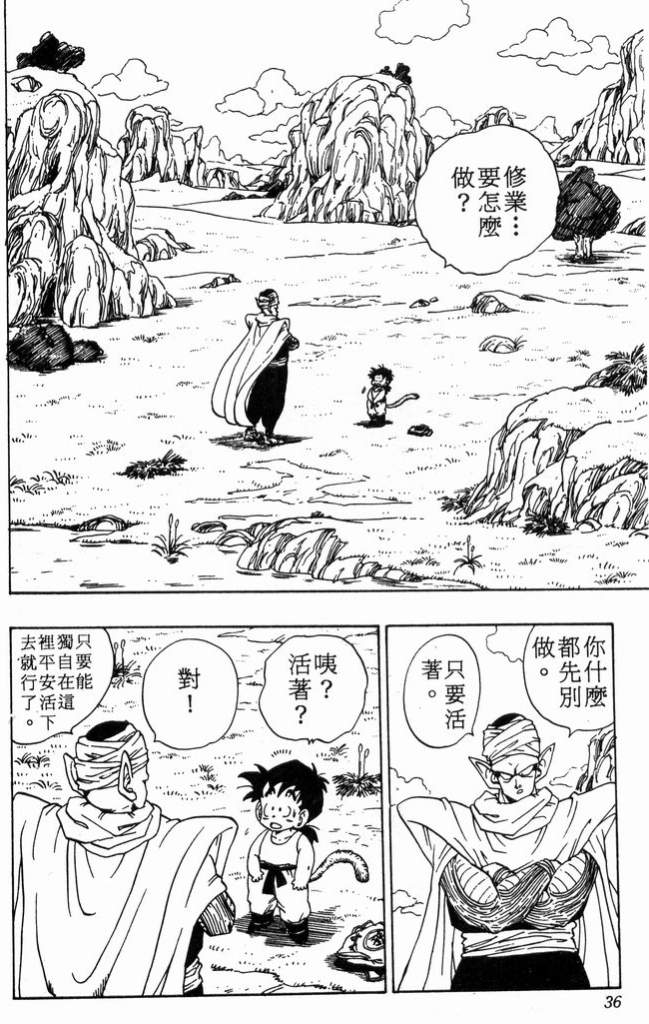 修業…
要怎麼
做？
你什麼
都先別
做。
只要活
著。
咦？
活著？
對！
只要能
獨自在這
裡平安活下
去就行了。
36